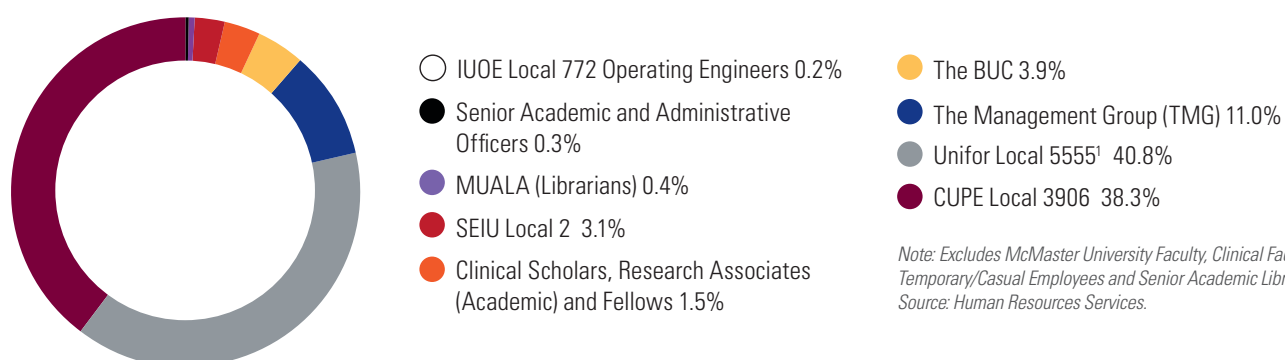 IUOE Local 772 Operating Engineers 0.2%
Senior Academic and Administrative
Officers 0.3%
MUALA (Librarians) 0.4%
SEIU Local 2  3.1%
Clinical Scholars, Research Associates
(Academic) and Fellows 1.5%
The BUC 3.9%
The Management Group (TMG) 11.0%
Unifor Local 5555¹  40.8%
CUPE Local 3906  38.3%
Note: Excludes McMaster University Faculty, Clinical
Temporary/Casual Employees and Senior Academic
Source: Human Resources Services.